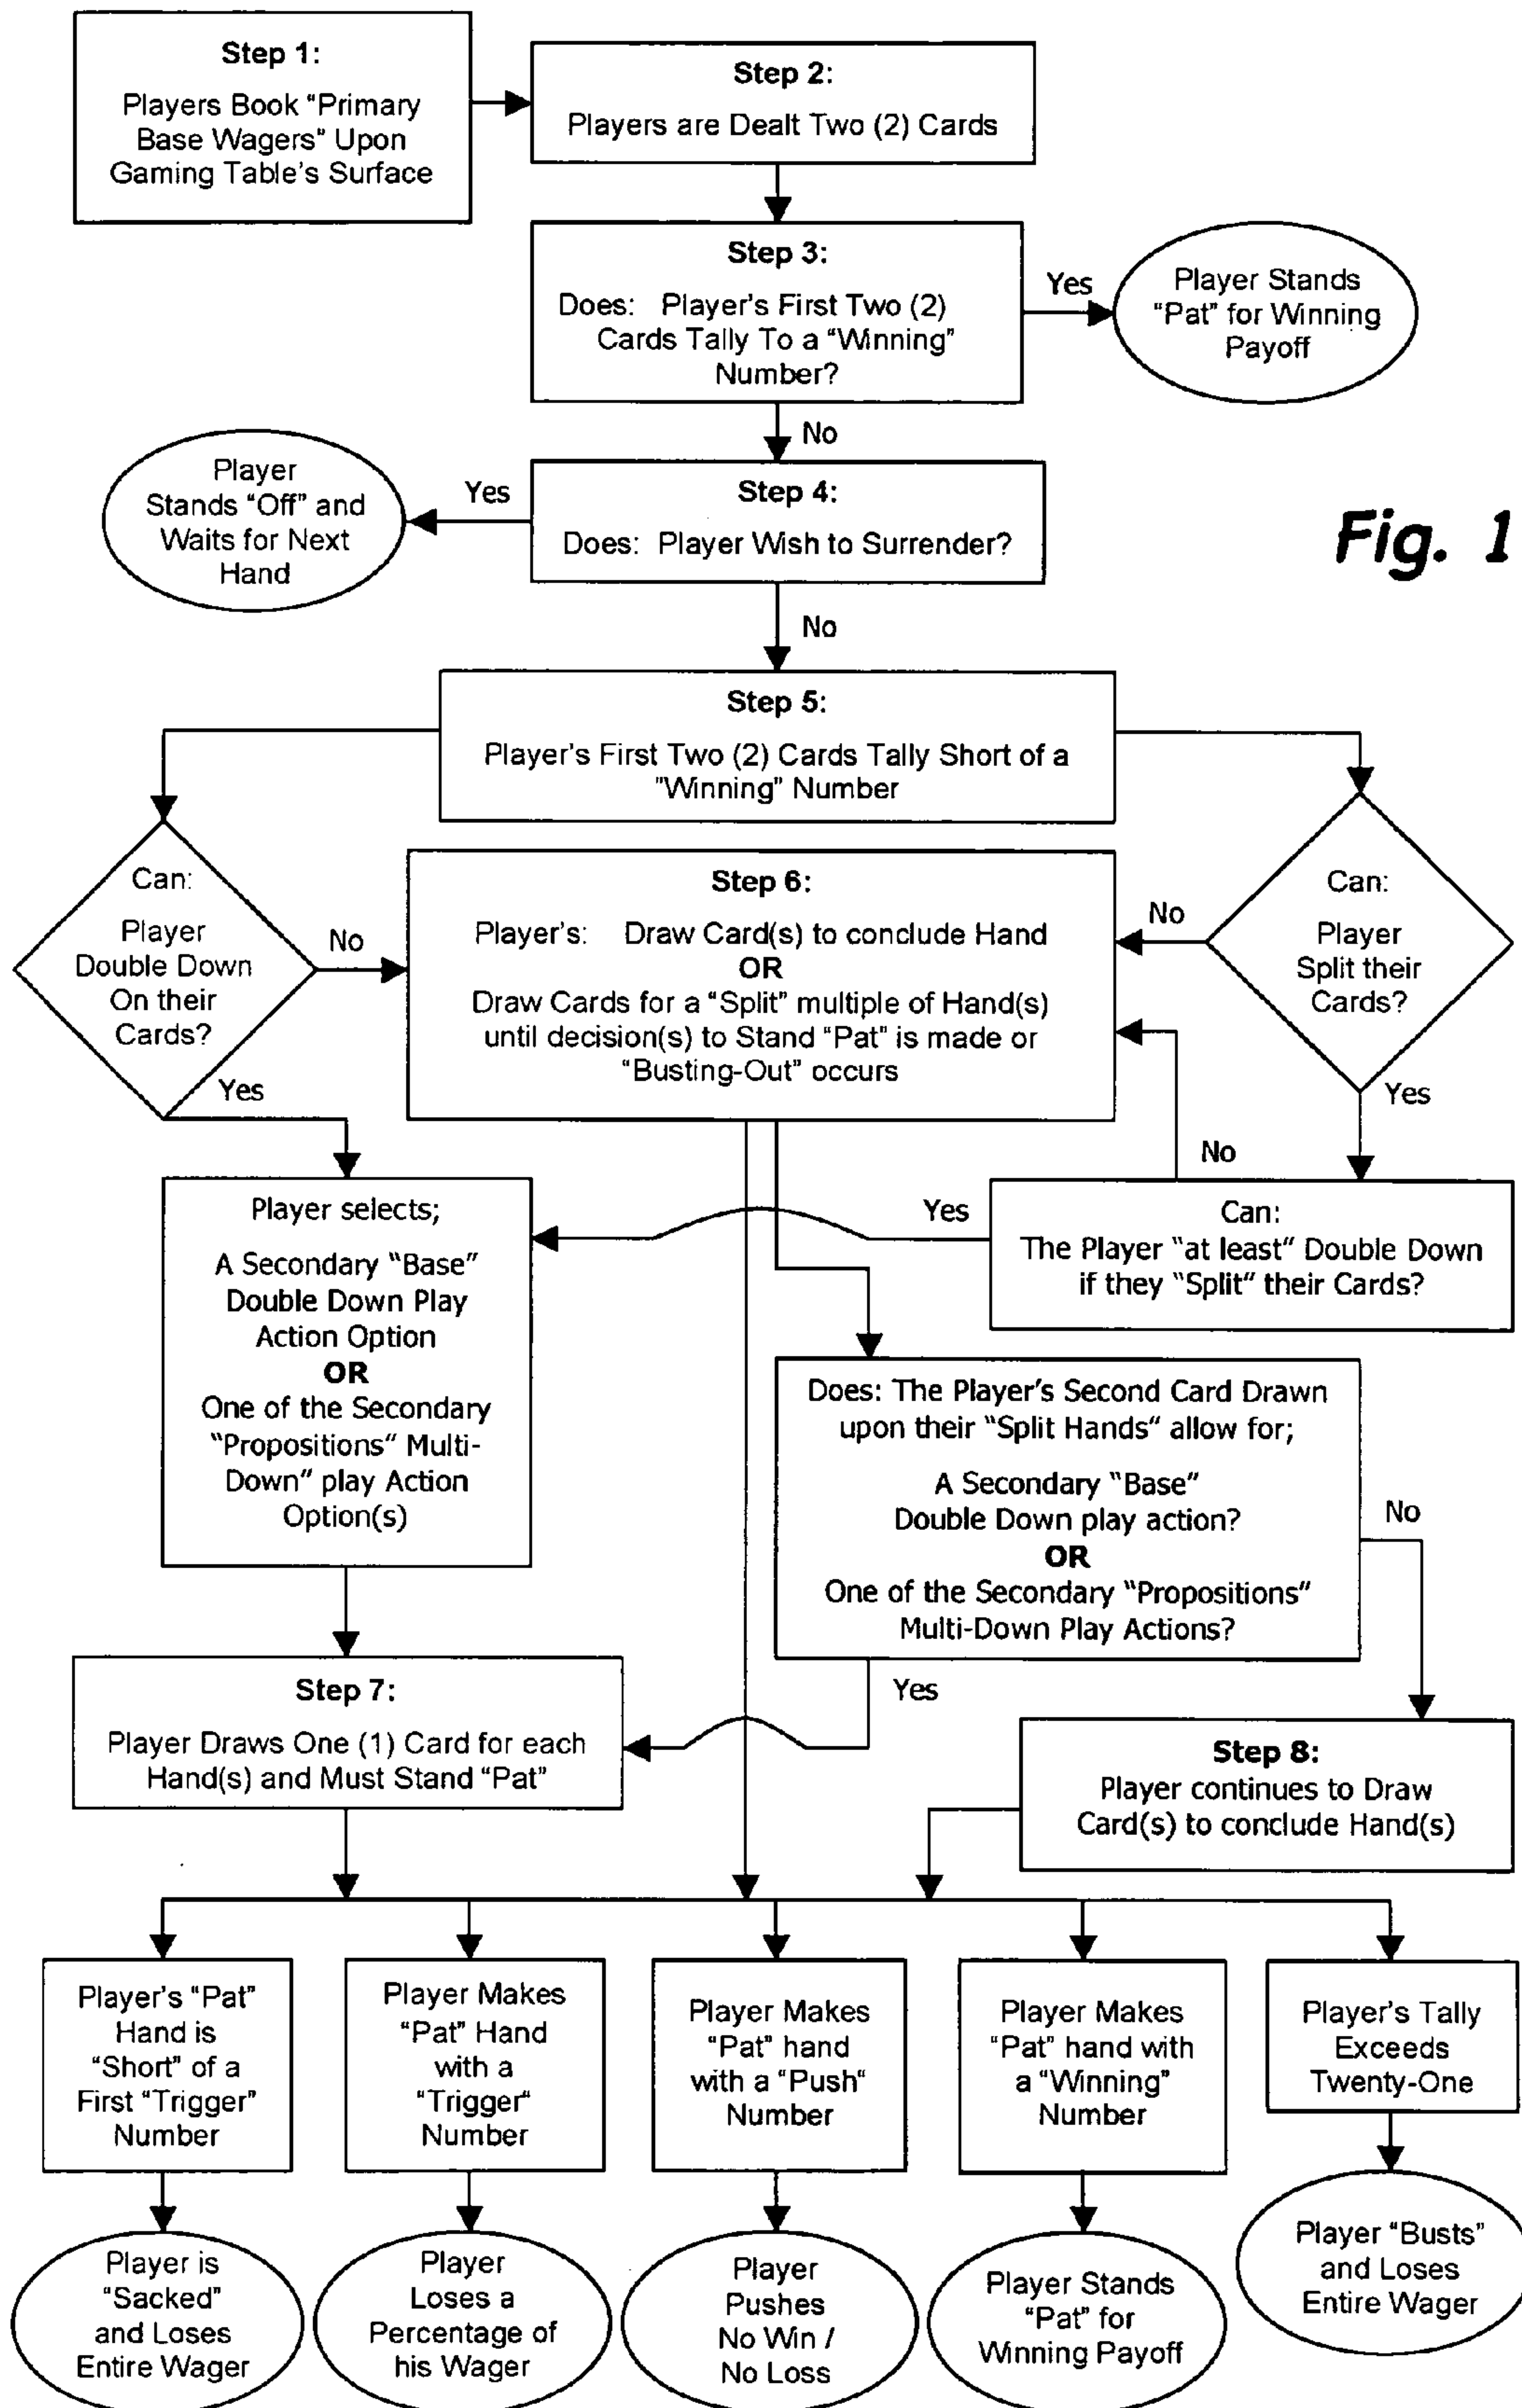 Step 1:
Players Book "Primary
Base Wagers" Upon
Gaming Table's Surface
Step 2:
Players are Dealt Two (2) Cards
Step 3:
Does: Player's First Two (2)
Cards Tally To a "Winning"
Number?
Yes
Player Stands
"Pat" for Winning
Payoff
No
Step 4:
Does: Player Wish to Surrender?
Yes
Player
Stands "Off" and
Waits for Next
Hand
Fig. 1
No
Step 5:
Player's First Two (2) Cards Tally Short of a
"Winning" Number
Can:
Player
Double Down
On their
Cards?
No
Yes
Step 6:
Player's: Draw Card(s) to conclude Hand
OR
Draw Cards for a "Split" multiple of Hand(s)
until decision(s) to Stand "Pat" is made or
"Busting-Out" occurs
No
Can:
Player
Split their
Cards?
Yes
No
Can:
The Player "at least" Double Down
if they "Split" their Cards?
Yes
Player selects;
A Secondary "Base"
Double Down Play
Action Option
OR
One of the Secondary
"Propositions" Multi-
Down" play Action
Option(s)
Does: The Player's Second Card Drawn
upon their "Split Hands" allow for;
A Secondary "Base"
Double Down play action?
OR
One of the Secondary "Propositions"
Multi-Down Play Actions?
No
Yes
Step 7:
Player Draws One (1) Card for each
Hand(s) and Must Stand "Pat"
Step 8:
Player continues to Draw
Card(s) to conclude Hand(s)
Player's "Pat"
Hand is
"Short" of a
First "Trigger"
Number
Player Makes
"Pat" Hand
with a
"Trigger"
Number
Player Makes
"Pat" hand
with a "Push"
Number
Player Makes
"Pat" hand with
a "Winning"
Number
Player's Tally
Exceeds
Twenty-One
Player is
"Sacked"
and Loses
Entire Wager
Player
Loses a
Percentage of
his Wager
Player
Pushes
No Win /
No Loss
Player Stands
"Pat" for
Winning Payoff
Player "Busts"
and Loses
Entire Wager